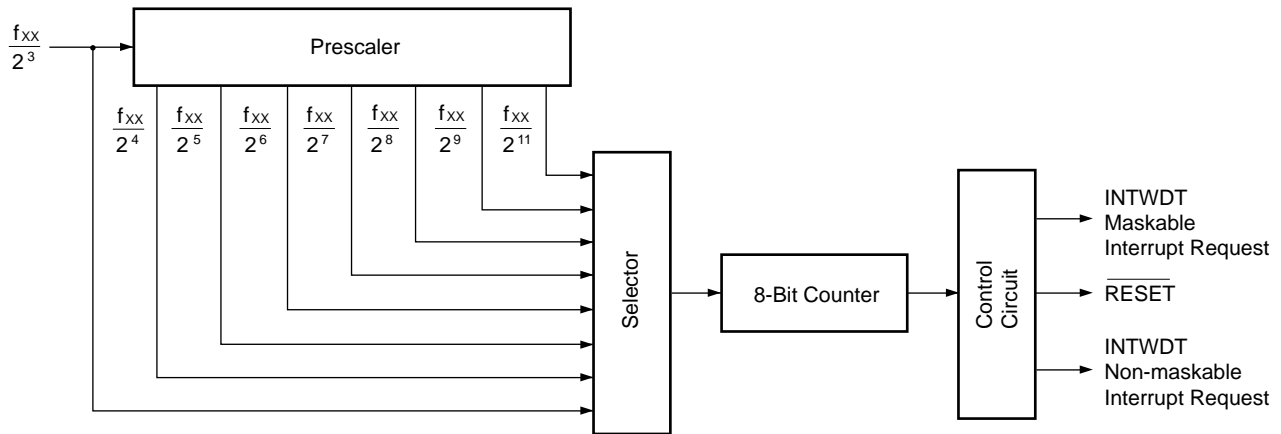 fXX
2³
Prescaler
fXX
2⁴
fXX
2⁵
fXX
2⁶
fXX
2⁷
fXX
2⁸
fXX
2⁹
fXX
2¹¹
Selector
8-Bit Counter
Control
Circuit
INTWDT
Maskable
Interrupt Request
RESET
INTWDT
Non-maskable
Interrupt Request